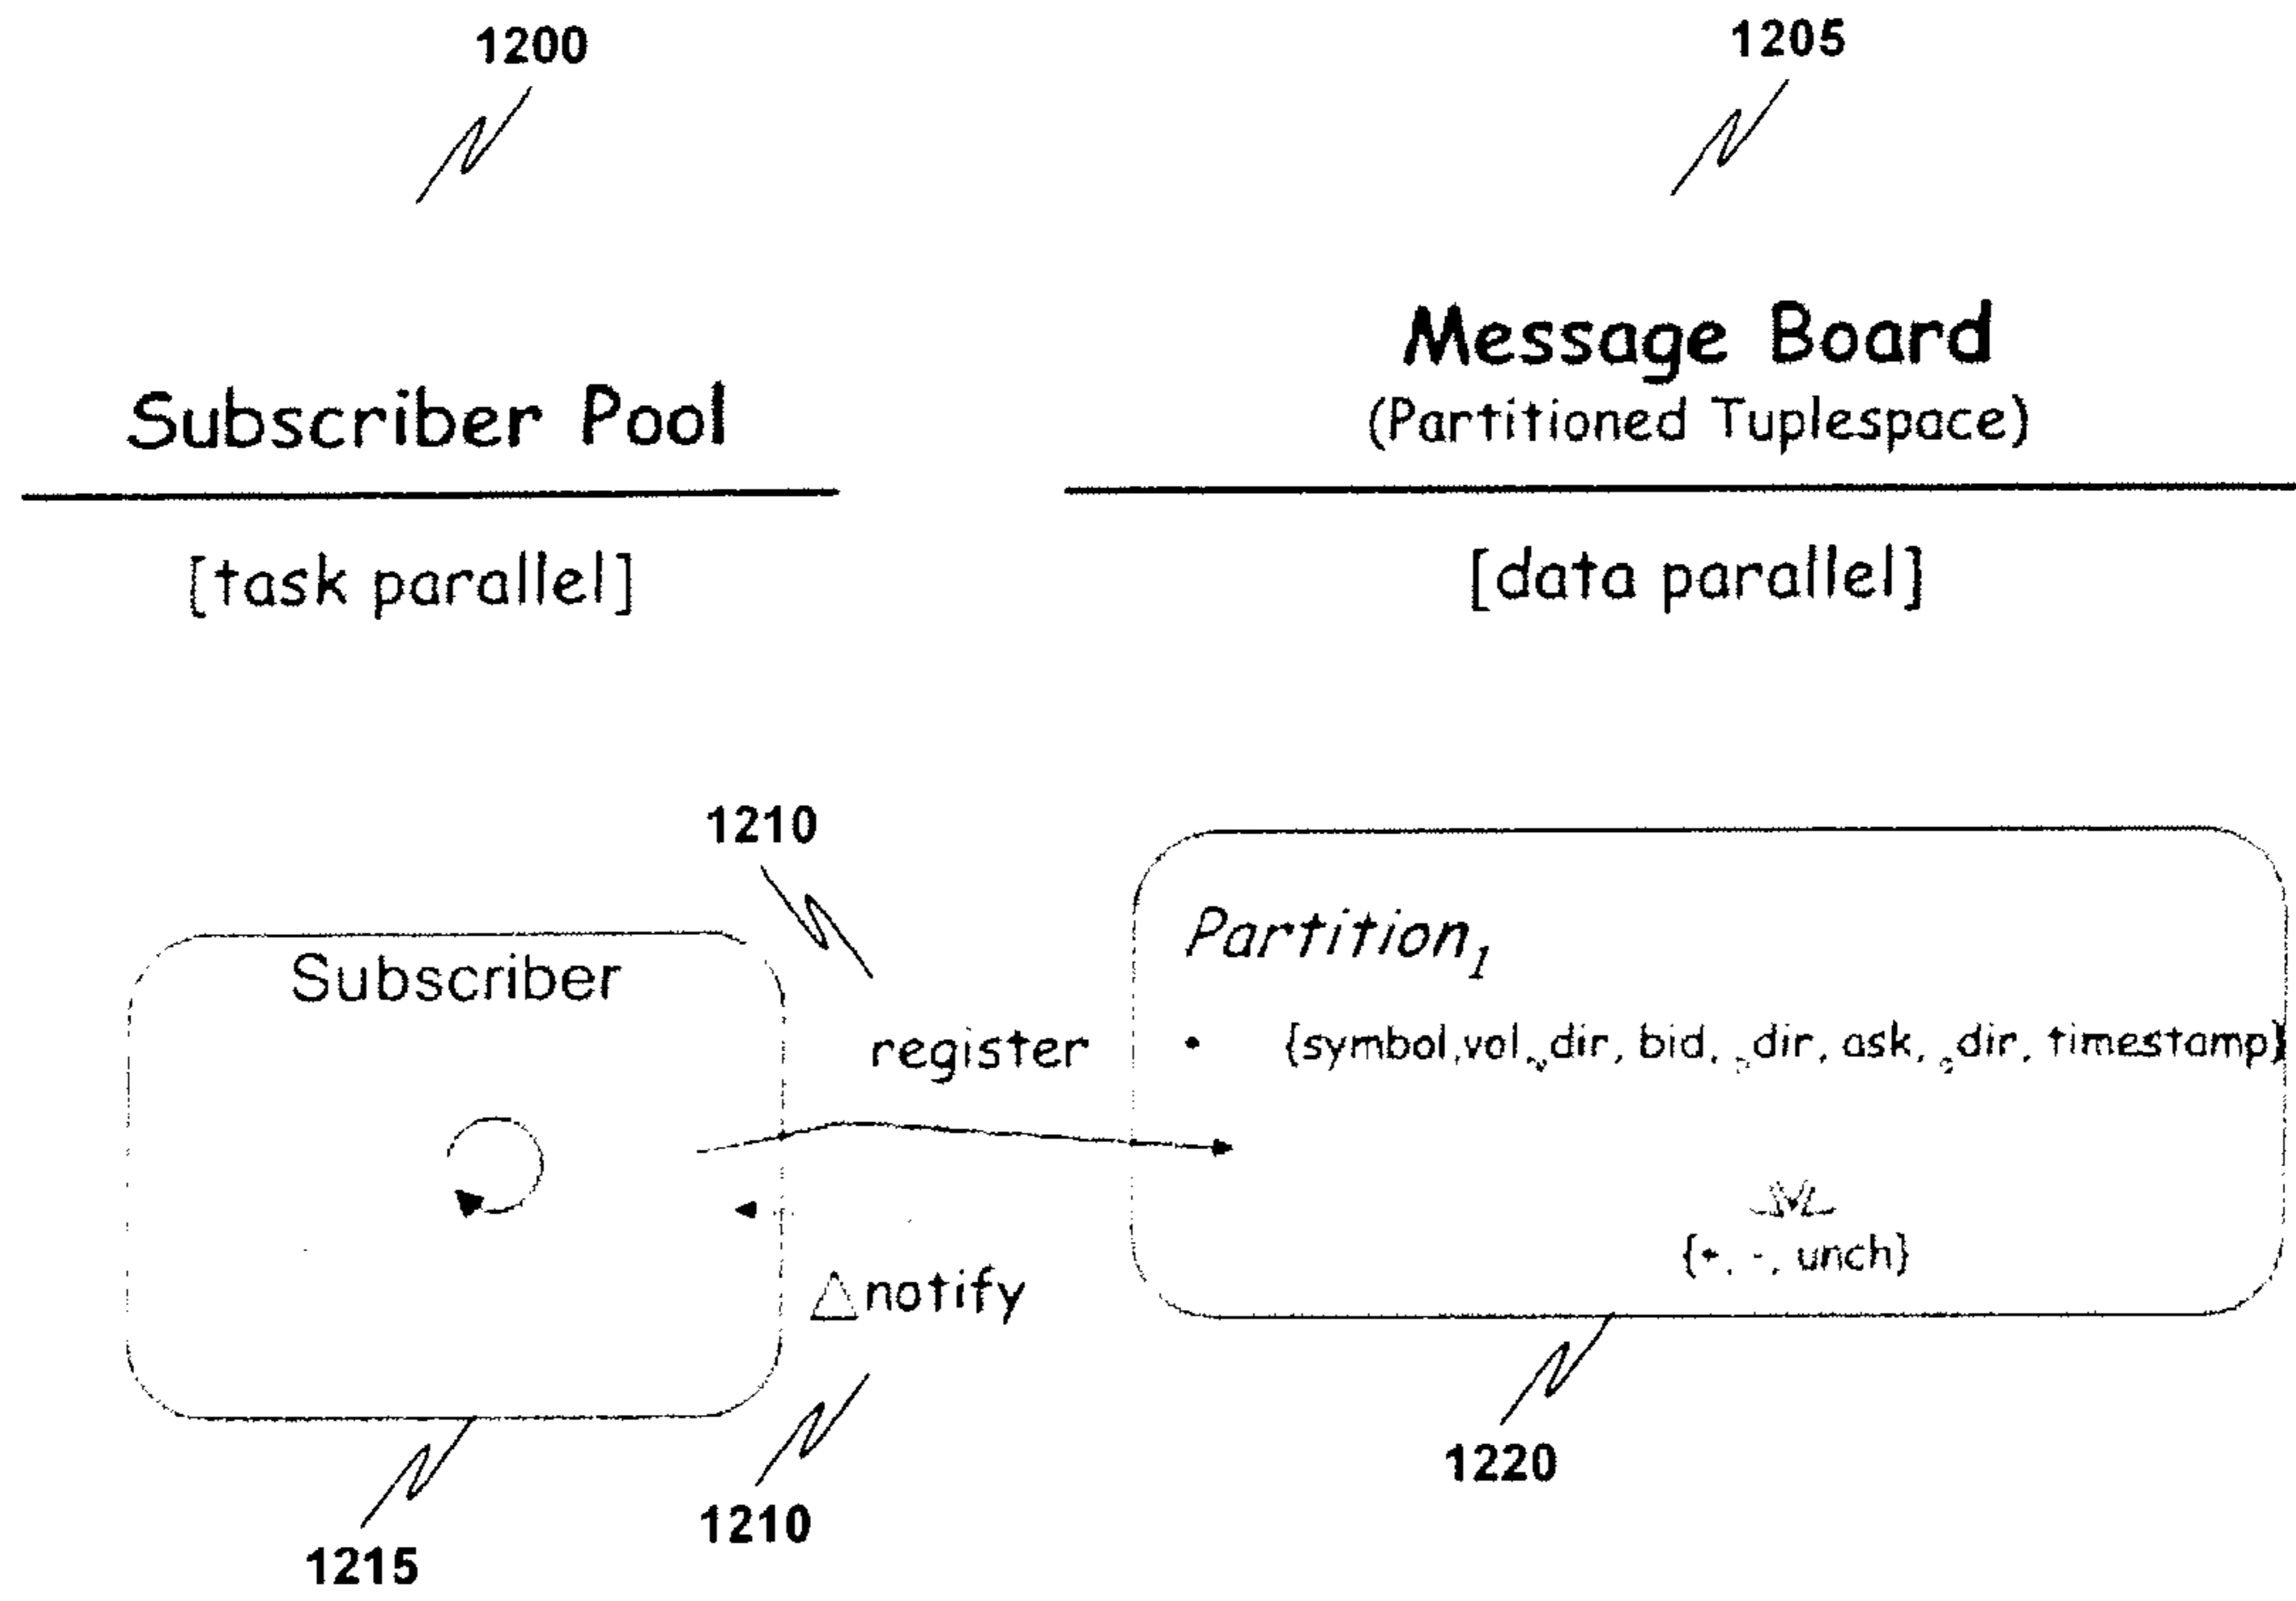 1200
1205
Subscriber Pool
Message Board
(Partitioned Tuplespace)
[task parallel]
[data parallel]
1210
Subscriber
register
Partition1
• {symbol,vol, dir, bid, dir, ask, dir, timestamp}
{+, -, unch}
△notify
1220
1210
1215